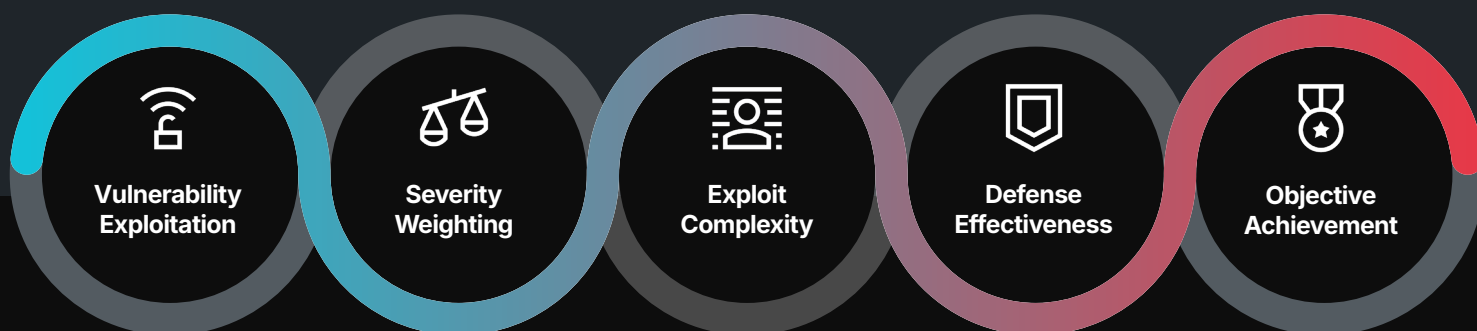 Vulnerability
Exploitation
Severity
Weighting
Exploit
Complexity
Defense
Effectiveness
Objective
Achievement